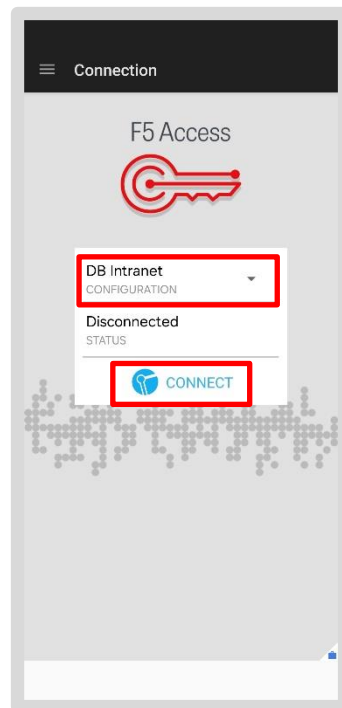 Connection
F5 Access
DB Intranet
CONFIGURATION
Disconnected
STATUS
CONNECT